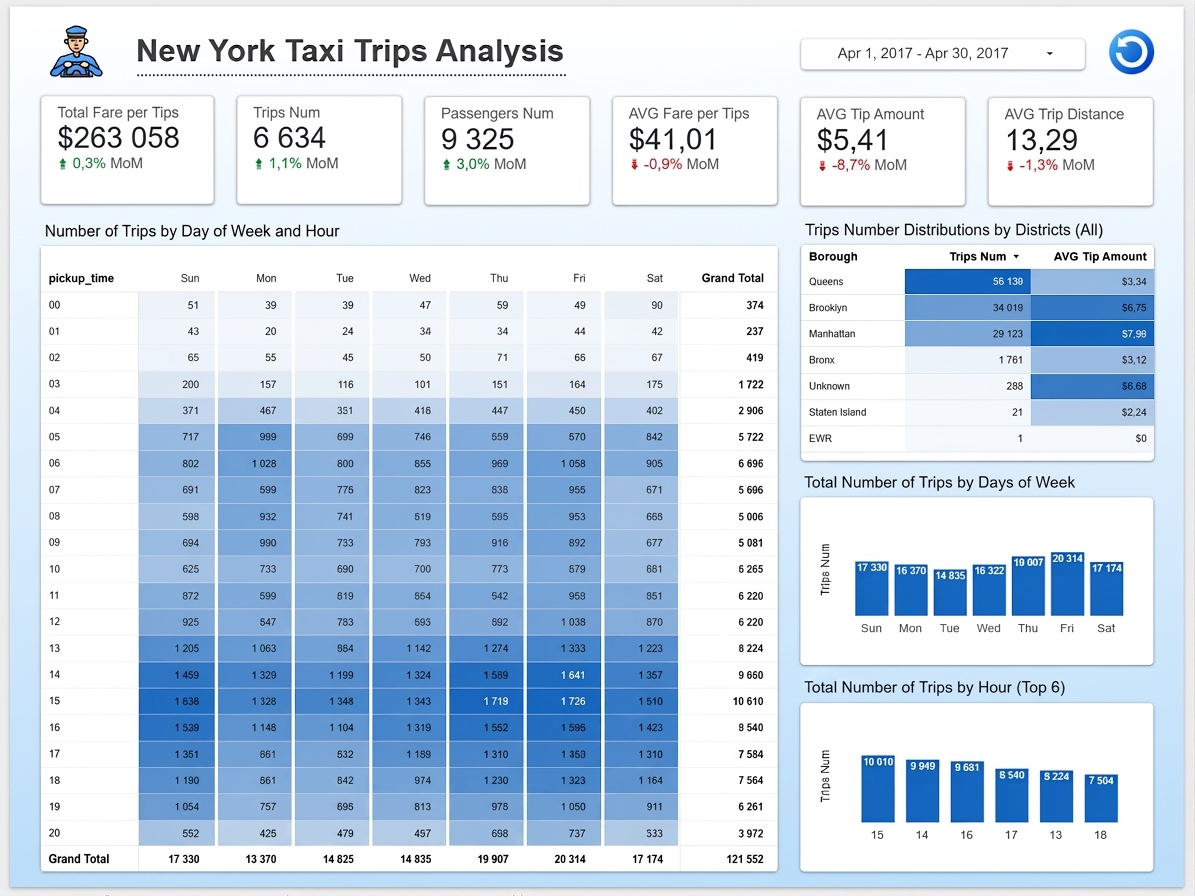 New York Taxi Trips Analysis
Apr 1, 2017 - Apr 30, 2017
Total Fare per Tips
$263 058
0,3% MoM
Trips Num
6 634
1,1% MoM
Passengers Num
9 325
3,0% MoM
AVG Fare per Tips
$41,01
-0,9% MoM
AVG Tip Amount
$5,41
-8,7% MoM
AVG Trip Distance
13,29
-1,3% MoM
Number of Trips by Day of Week and Hour
pickup_time Sun Mon Tue Wed Thu Fri Sat Grand Total
00 51 39 39 47 59 49 90 374
01 43 20 24 34 34 44 42 237
02 65 55 45 50 71 66 67 419
03 200 157 116 101 151 164 175 1 722
04 371 467 351 416 447 450 402 2 906
05 717 989 699 746 559 570 842 5 722
06 802 1 028 800 855 969 1 058 905 6 696
07 691 599 775 823 838 955 671 5 696
08 598 932 741 519 595 953 668 5 006
09 694 990 733 793 916 892 677 5 081
10 625 733 690 700 773 579 681 6 265
11 872 599 819 854 542 958 851 6 220
12 925 547 783 593 592 1 038 870 6 220
13 1 205 1 063 864 1 142 1 274 1 333 1 223 8 224
14 1 459 1 329 1 199 1 324 1 589 1 641 1 357 9 660
15 1 638 1 328 1 348 1 343 1 719 1 726 1 510 10 610
16 1 539 1 148 1 104 1 319 1 552 1 596 1 423 8 540
17 1 351 861 832 1 189 1 310 1 353 1 310 7 584
18 1 190 861 842 974 1 230 1 323 1 164 7 564
19 1 054 757 698 813 978 1 050 911 6 261
20 552 425 479 497 698 737 533 3 972
Grand Total 17 330 13 370 14 825 14 835 19 907 20 314 17 174 121 552
Trips Number Distributions by Districts (All)
Borough Trips Num AVG Tip Amount
Queens 56 130 $3,34
Brooklyn 34 019 $6,75
Manhattan 29 123 $7,98
Bronx 1 761 $3,12
Unknown 288 $6,68
Staten Island 21 $2,24
EWR 1 $0
Total Number of Trips by Days of Week
Trips Num
17 330 16 370 14 835 16 322 19 007 20 314 17 174
Sun Mon Tue Wed Thu Fri Sat
Total Number of Trips by Hour (Top 6)
Trips Num
10 010 9 949 9 681 8 540 8 224 7 504
15 14 16 17 13 18